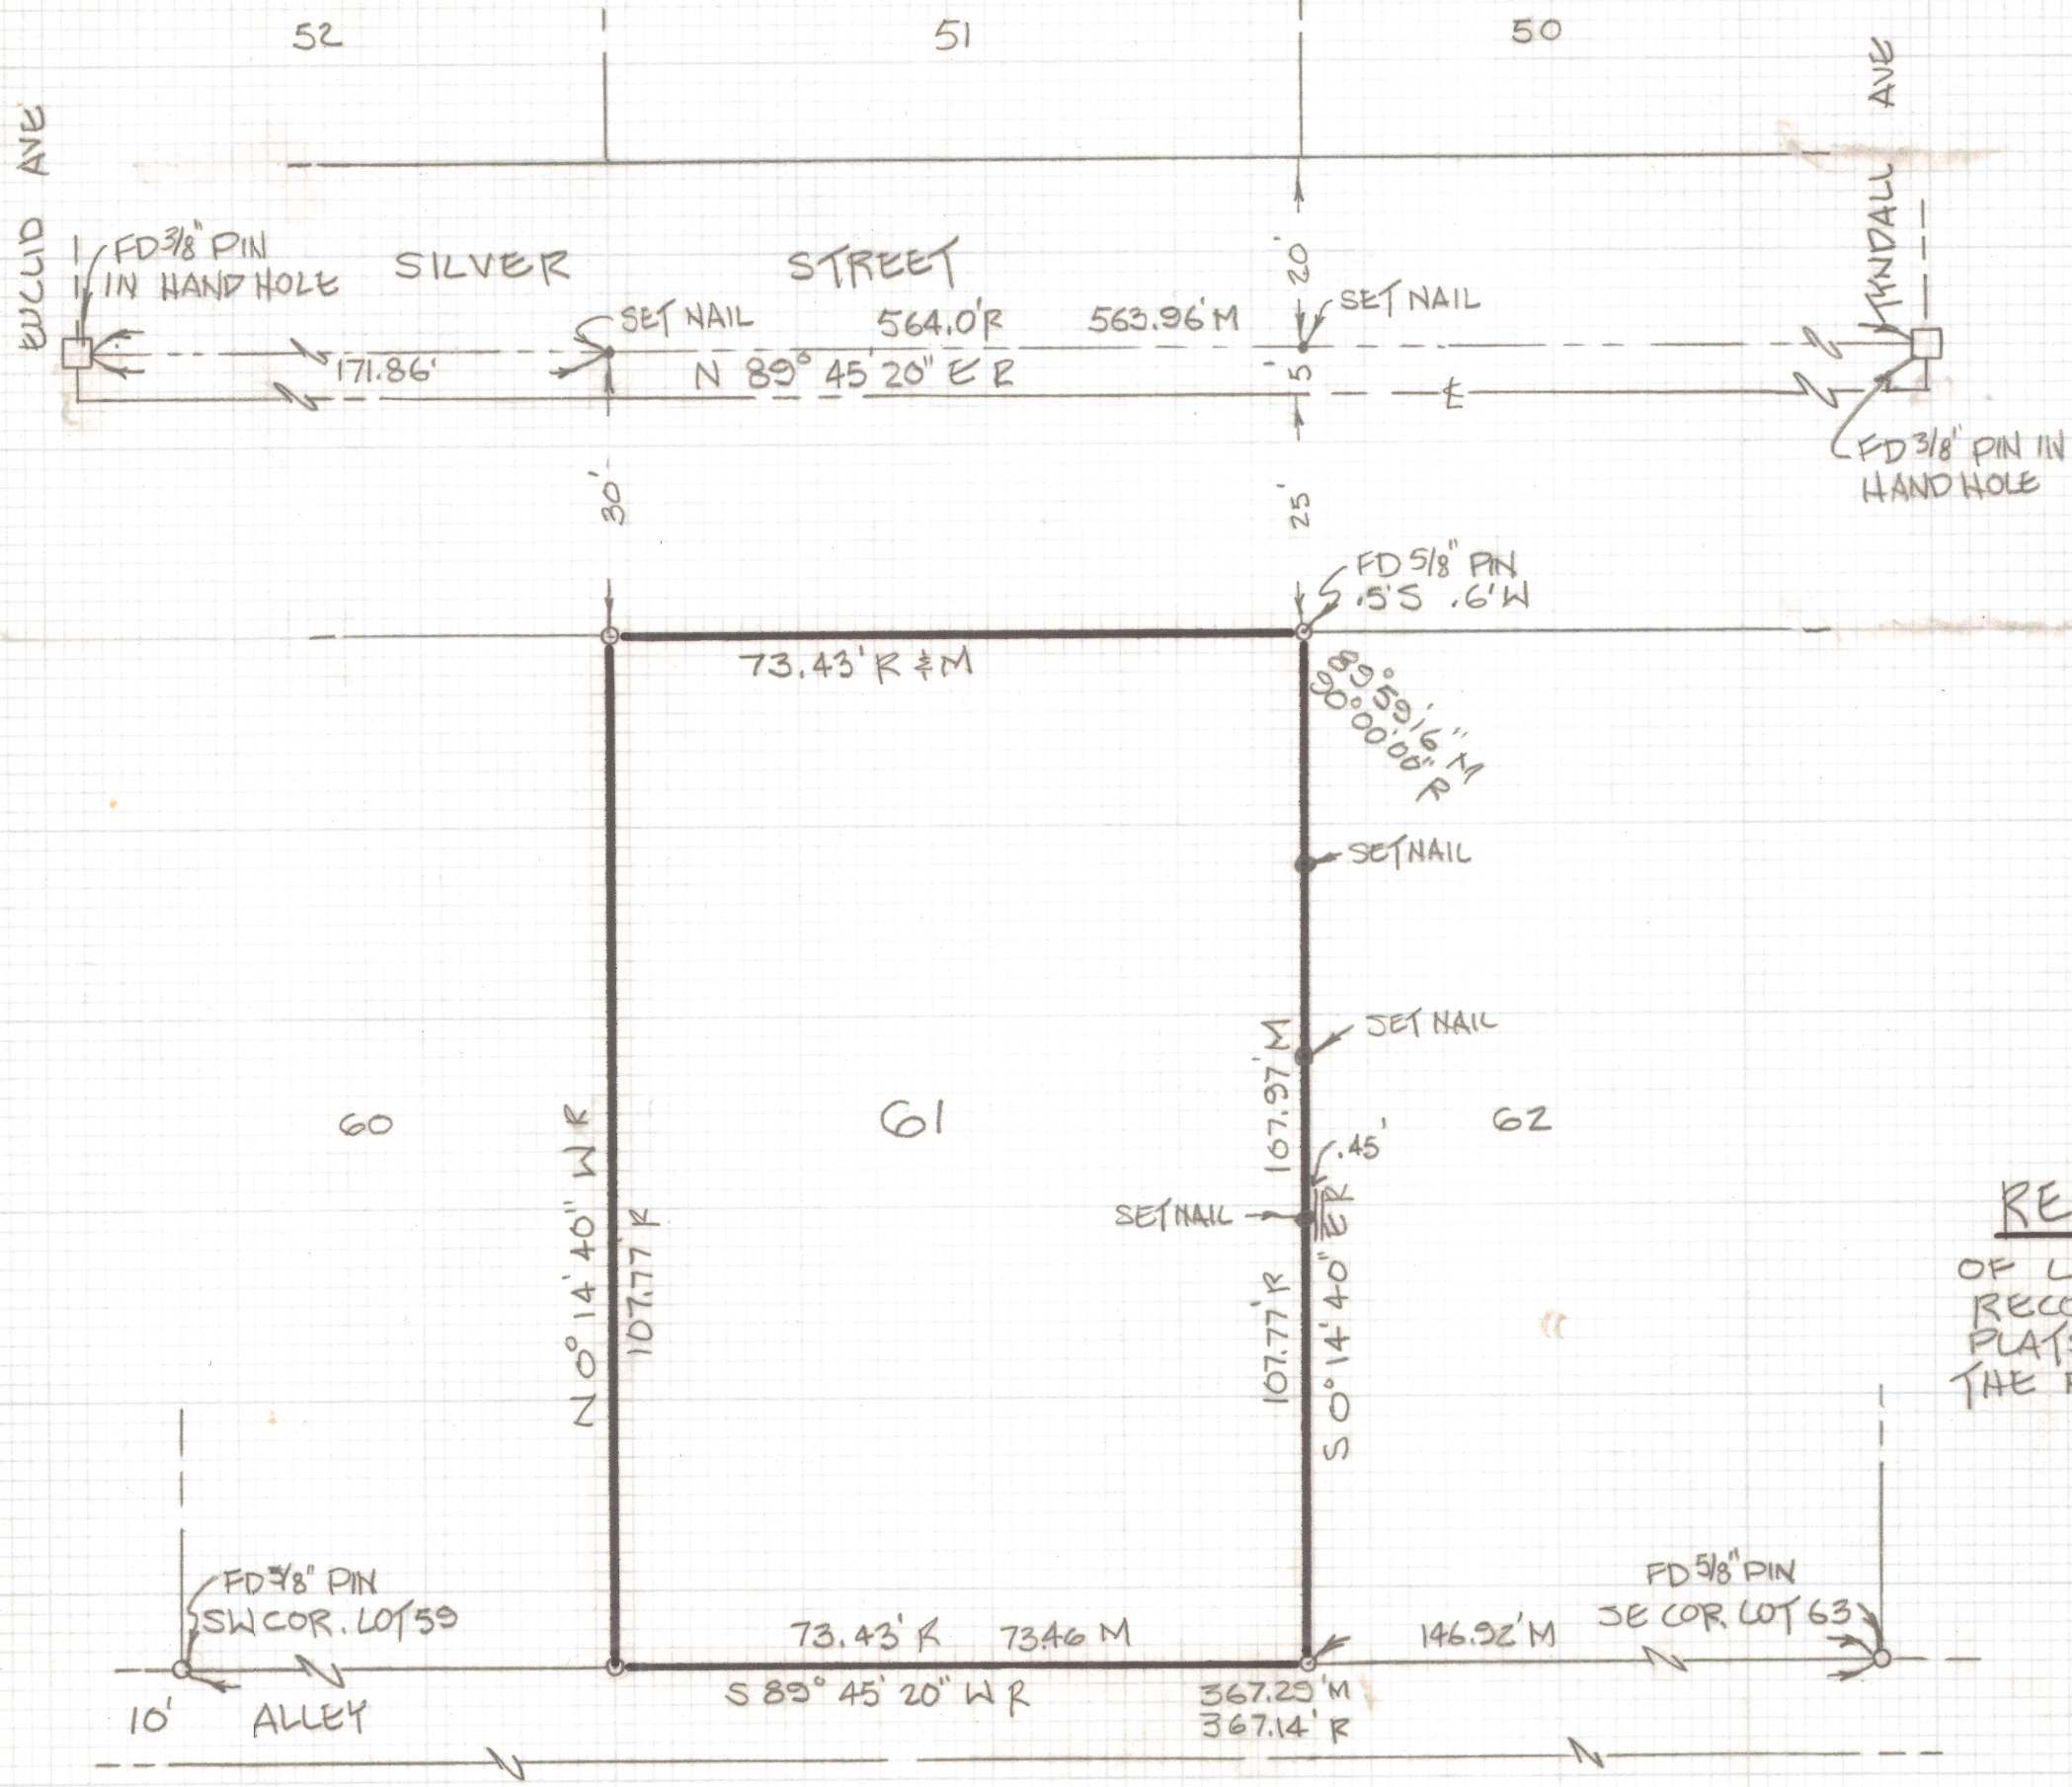 52
51
50
EUCLID AVE
TYNDALL AVE
FD 3/8" PIN
IN HAND HOLE
SILVER STREET
20'
SET NAIL
564.0'R 563.96'M
SET NAIL
171.86'
N 89° 45' 20" E R
5'
℄
FD 3/8" PIN IN
HAND HOLE
30'
25'
FD 5/8" PIN
.5'S .6'W
73.43' R & M
89°59'16" M
90°00'00" R
SET NAIL
SET NAIL
167.97' M
60
61
62
.45'
SET NAIL
N 0° 14' 40" W R
107.77 R
107.77' R
S 0° 14' 40" E R
RE
OF L
RECO
PLATS
THE
FD 5/8" PIN
SW COR. LOT 59
FD 5/8" PIN
SE COR. LOT 63
73.43' R 73.46 M
146.92' M
S 89° 45' 20" W R
367.29' M
367.14' R
10' ALLEY